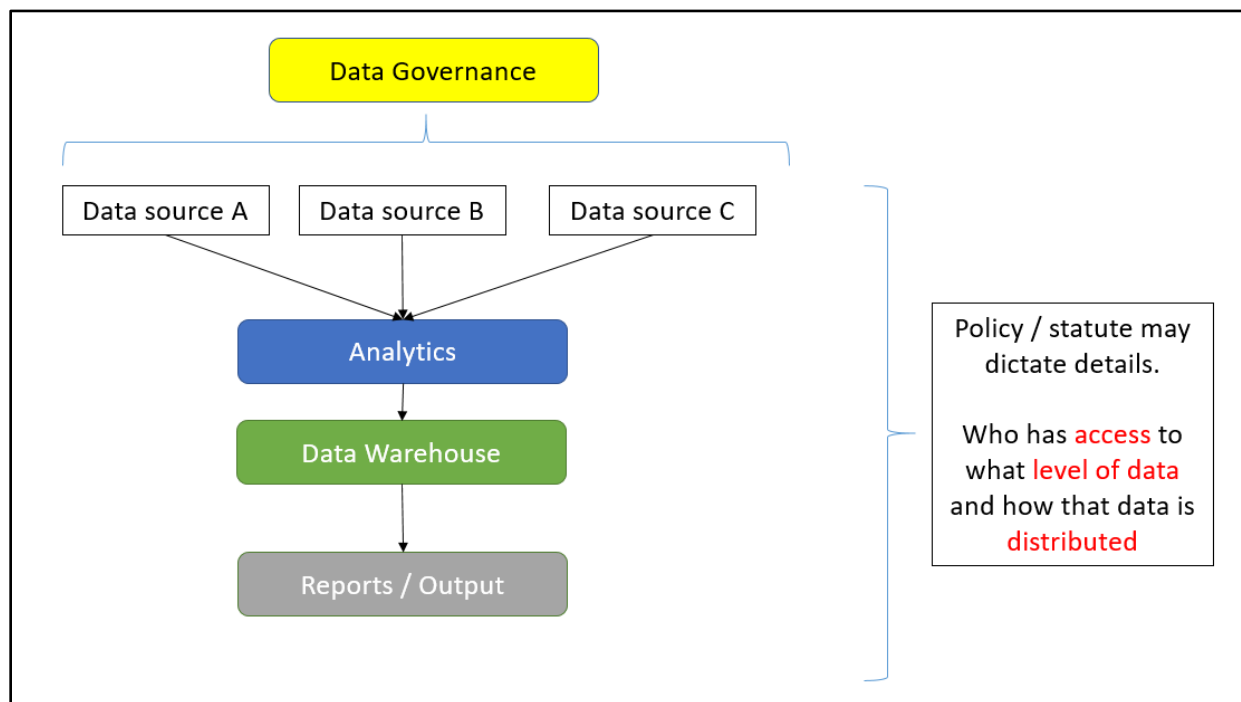 Data Governance
Data source A
Data source B
Data source C
Analytics
Data Warehouse
Reports / Output
Policy / statute may
dictate details.
Who has access to
what level of data
and how that data is
distributed